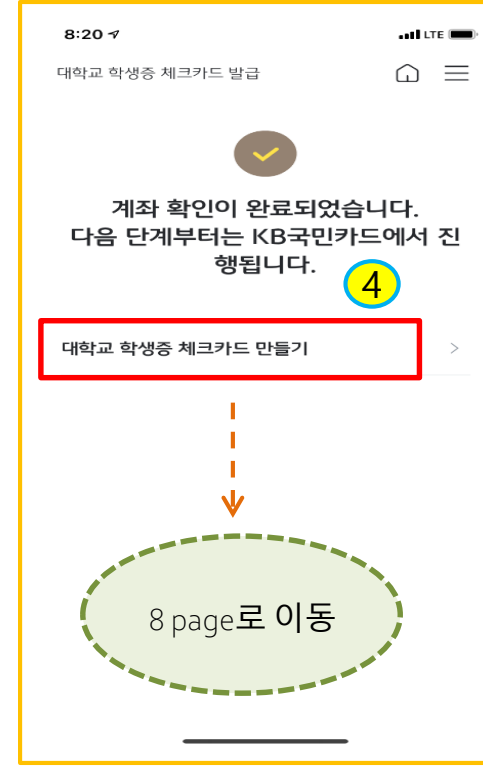 8:20
LTE
대학교 학생증 체크카드 발급
계좌 확인이 완료되었습니다.
다음 단계부터는 KB국민카드에서 진
행됩니다.
4
대학교 학생증 체크카드 만들기
8 page로 이동